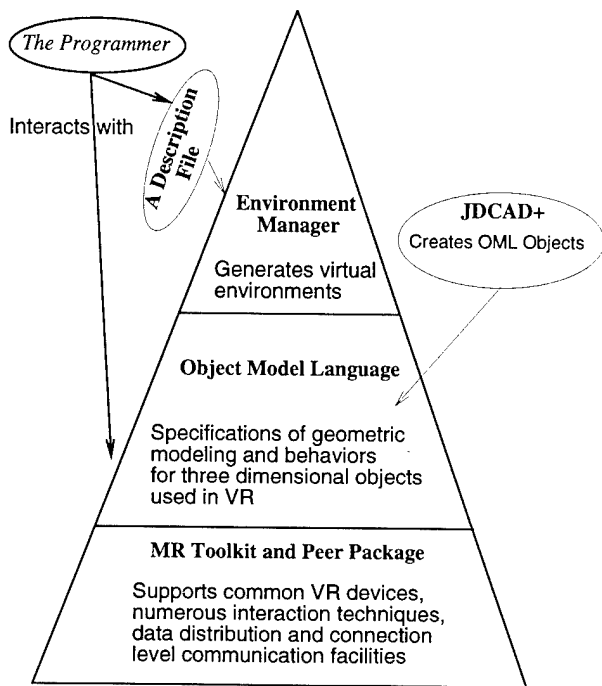 The Programmer
Interacts with
A Description
File
Environment
Manager
Generates virtual
environments
JDCAD+
Creates OML Objects
Object Model Language
Specifications of geometric
modeling and behaviors
for three dimensional objects
used in VR
MR Toolkit and Peer Package
Supports common VR devices,
numerous interaction techniques,
data distribution and connection
level communication facilities